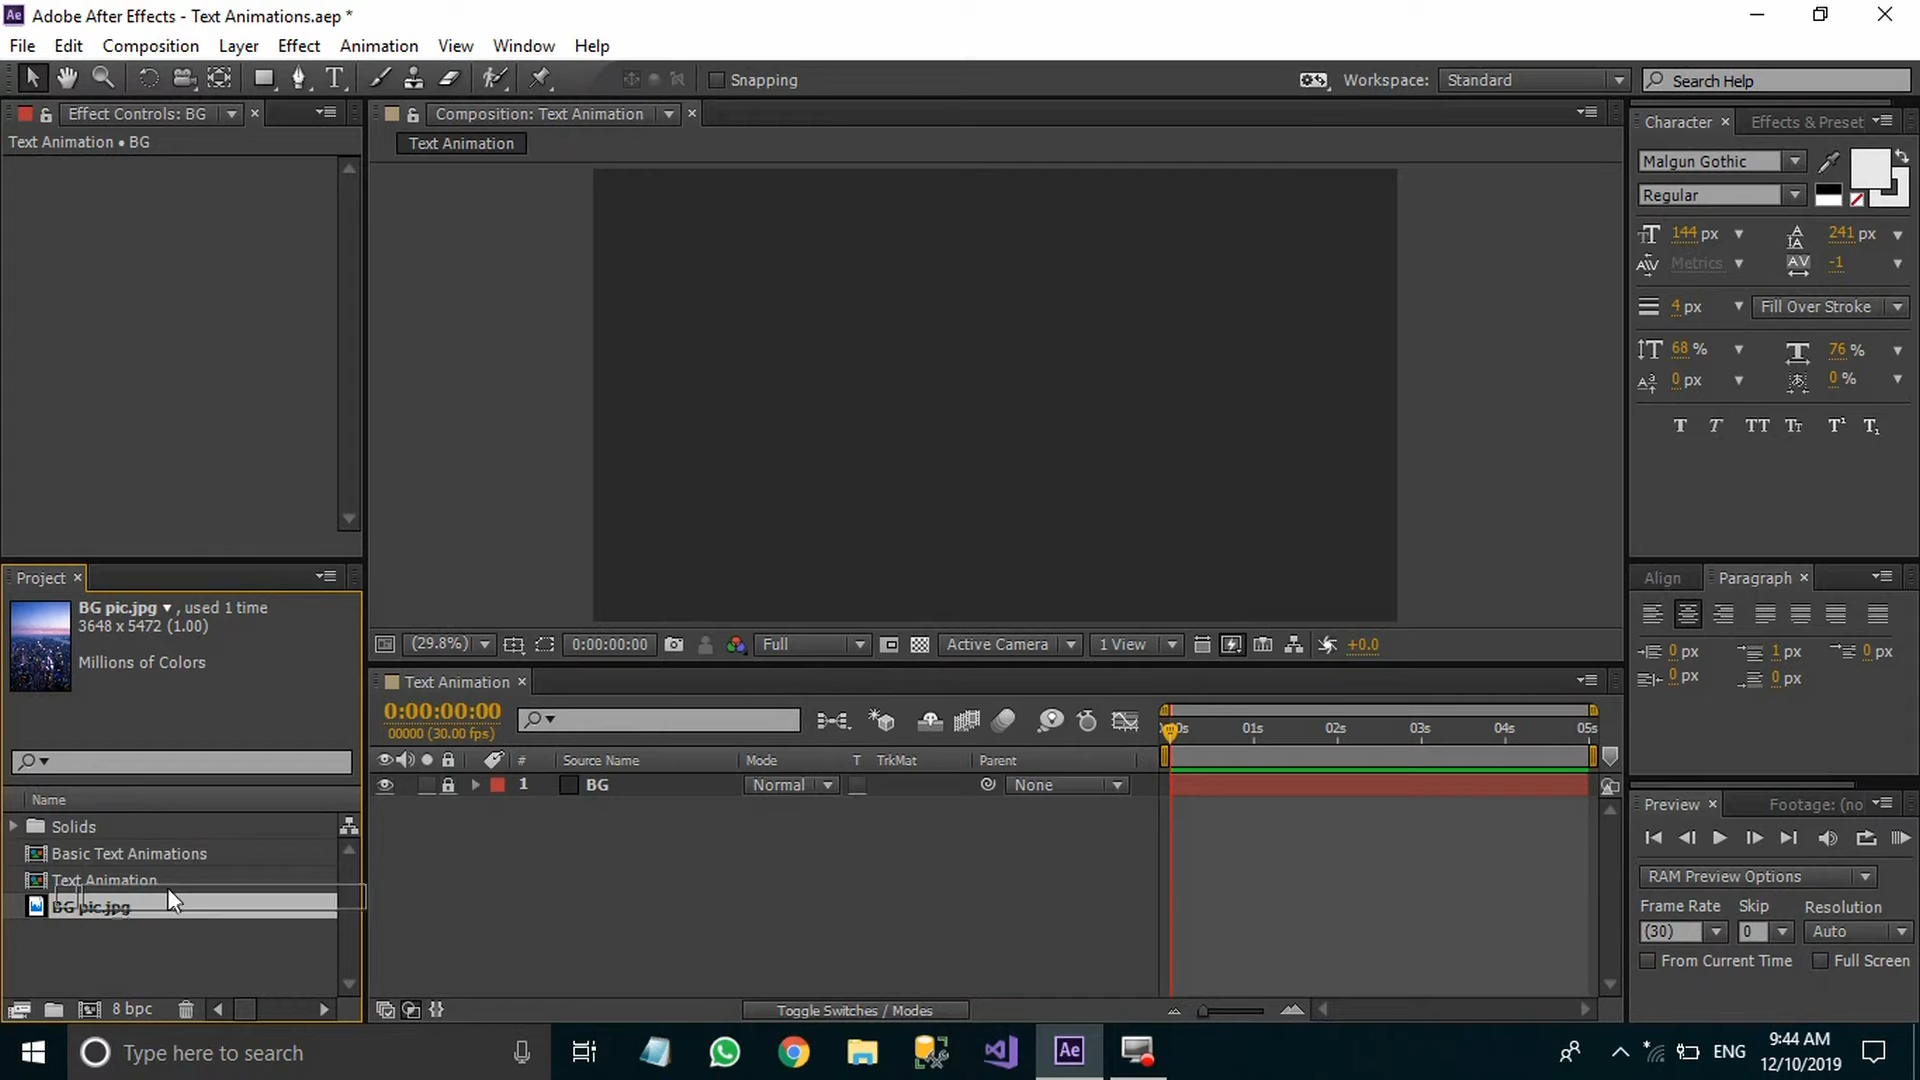 Ae Adobe After Effects - Text Animations.aep *
File Edit Composition Layer Effect Animation View Window Help
Snapping
Workspace: Standard
Search Help
Effect Controls: BG
Text Animation • BG
Composition: Text Animation
Text Animation
Character
Effects & Preset
Malgun Gothic
Regular
144 px
241 px
Metrics
-1
4 px
Fill Over Stroke
68 %
76 %
0 px
0 %
Align
Paragraph
0 px
1 px
0 px
0 px
0 px
Project
BG pic.jpg , used 1 time
3648 x 5472 (1.00)
Millions of Colors
Name
Solids
Basic Text Animations
Text Animation
BG pic.jpg
8 bpc
(29.8%)
0:00:00:00
Full
Active Camera
1 View
+0.0
Text Animation
0:00:00:00
00000 (30.00 fps)
# Source Name Mode T TrkMat Parent
1 BG Normal None
01s 02s 03s 04s 05s
Toggle Switches / Modes
Preview
Footage: (no
RAM Preview Options
Frame Rate Skip Resolution
(30) 0 Auto
From Current Time
Full Screen
Type here to search
Ae
ENG
9:44 AM
12/10/2019